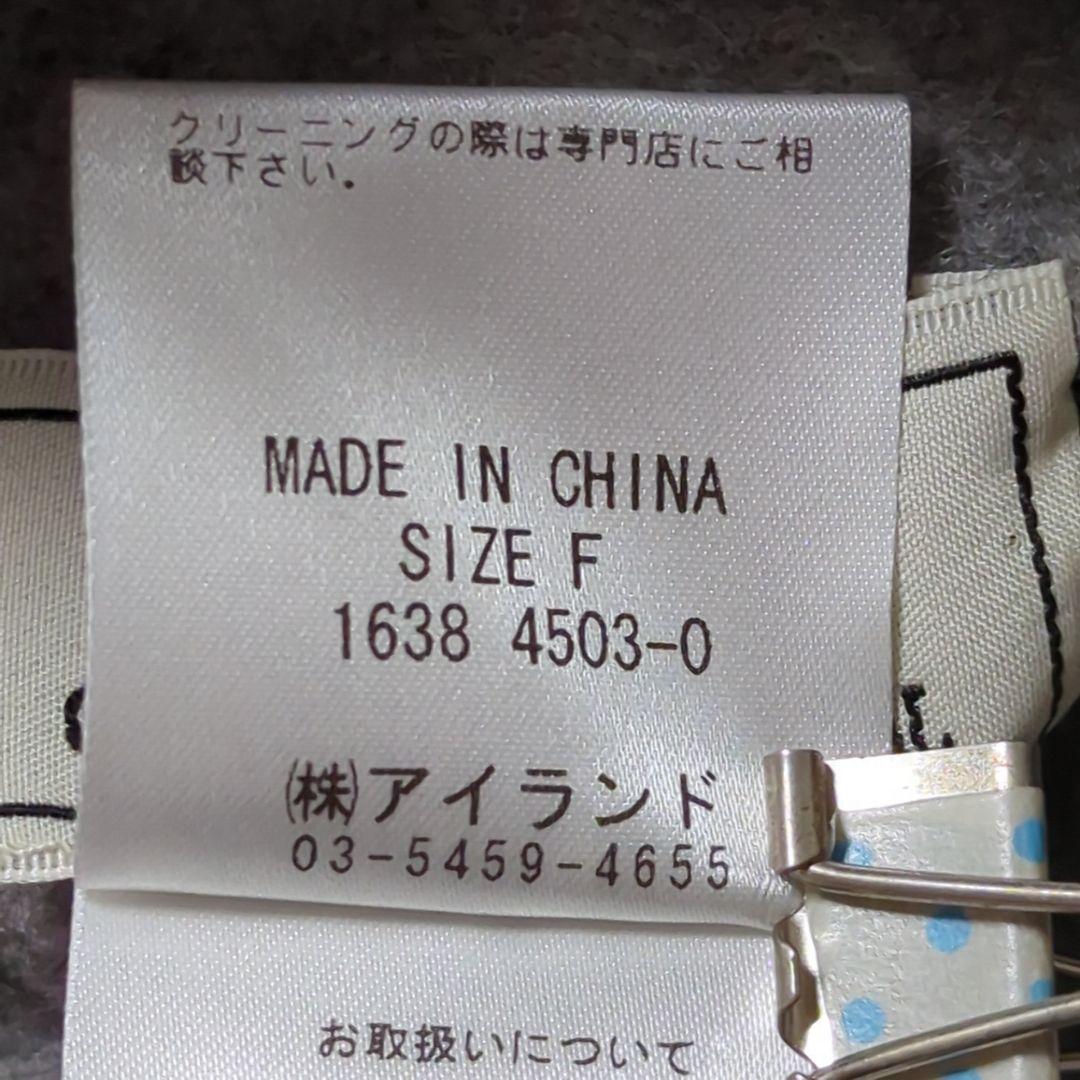 クリーニングの際は専門店にご相
談下さい.
MADE IN CHINA
SIZE F
1638 4503-0
㈱アイランド
03-5459-4655
お取扱いについて